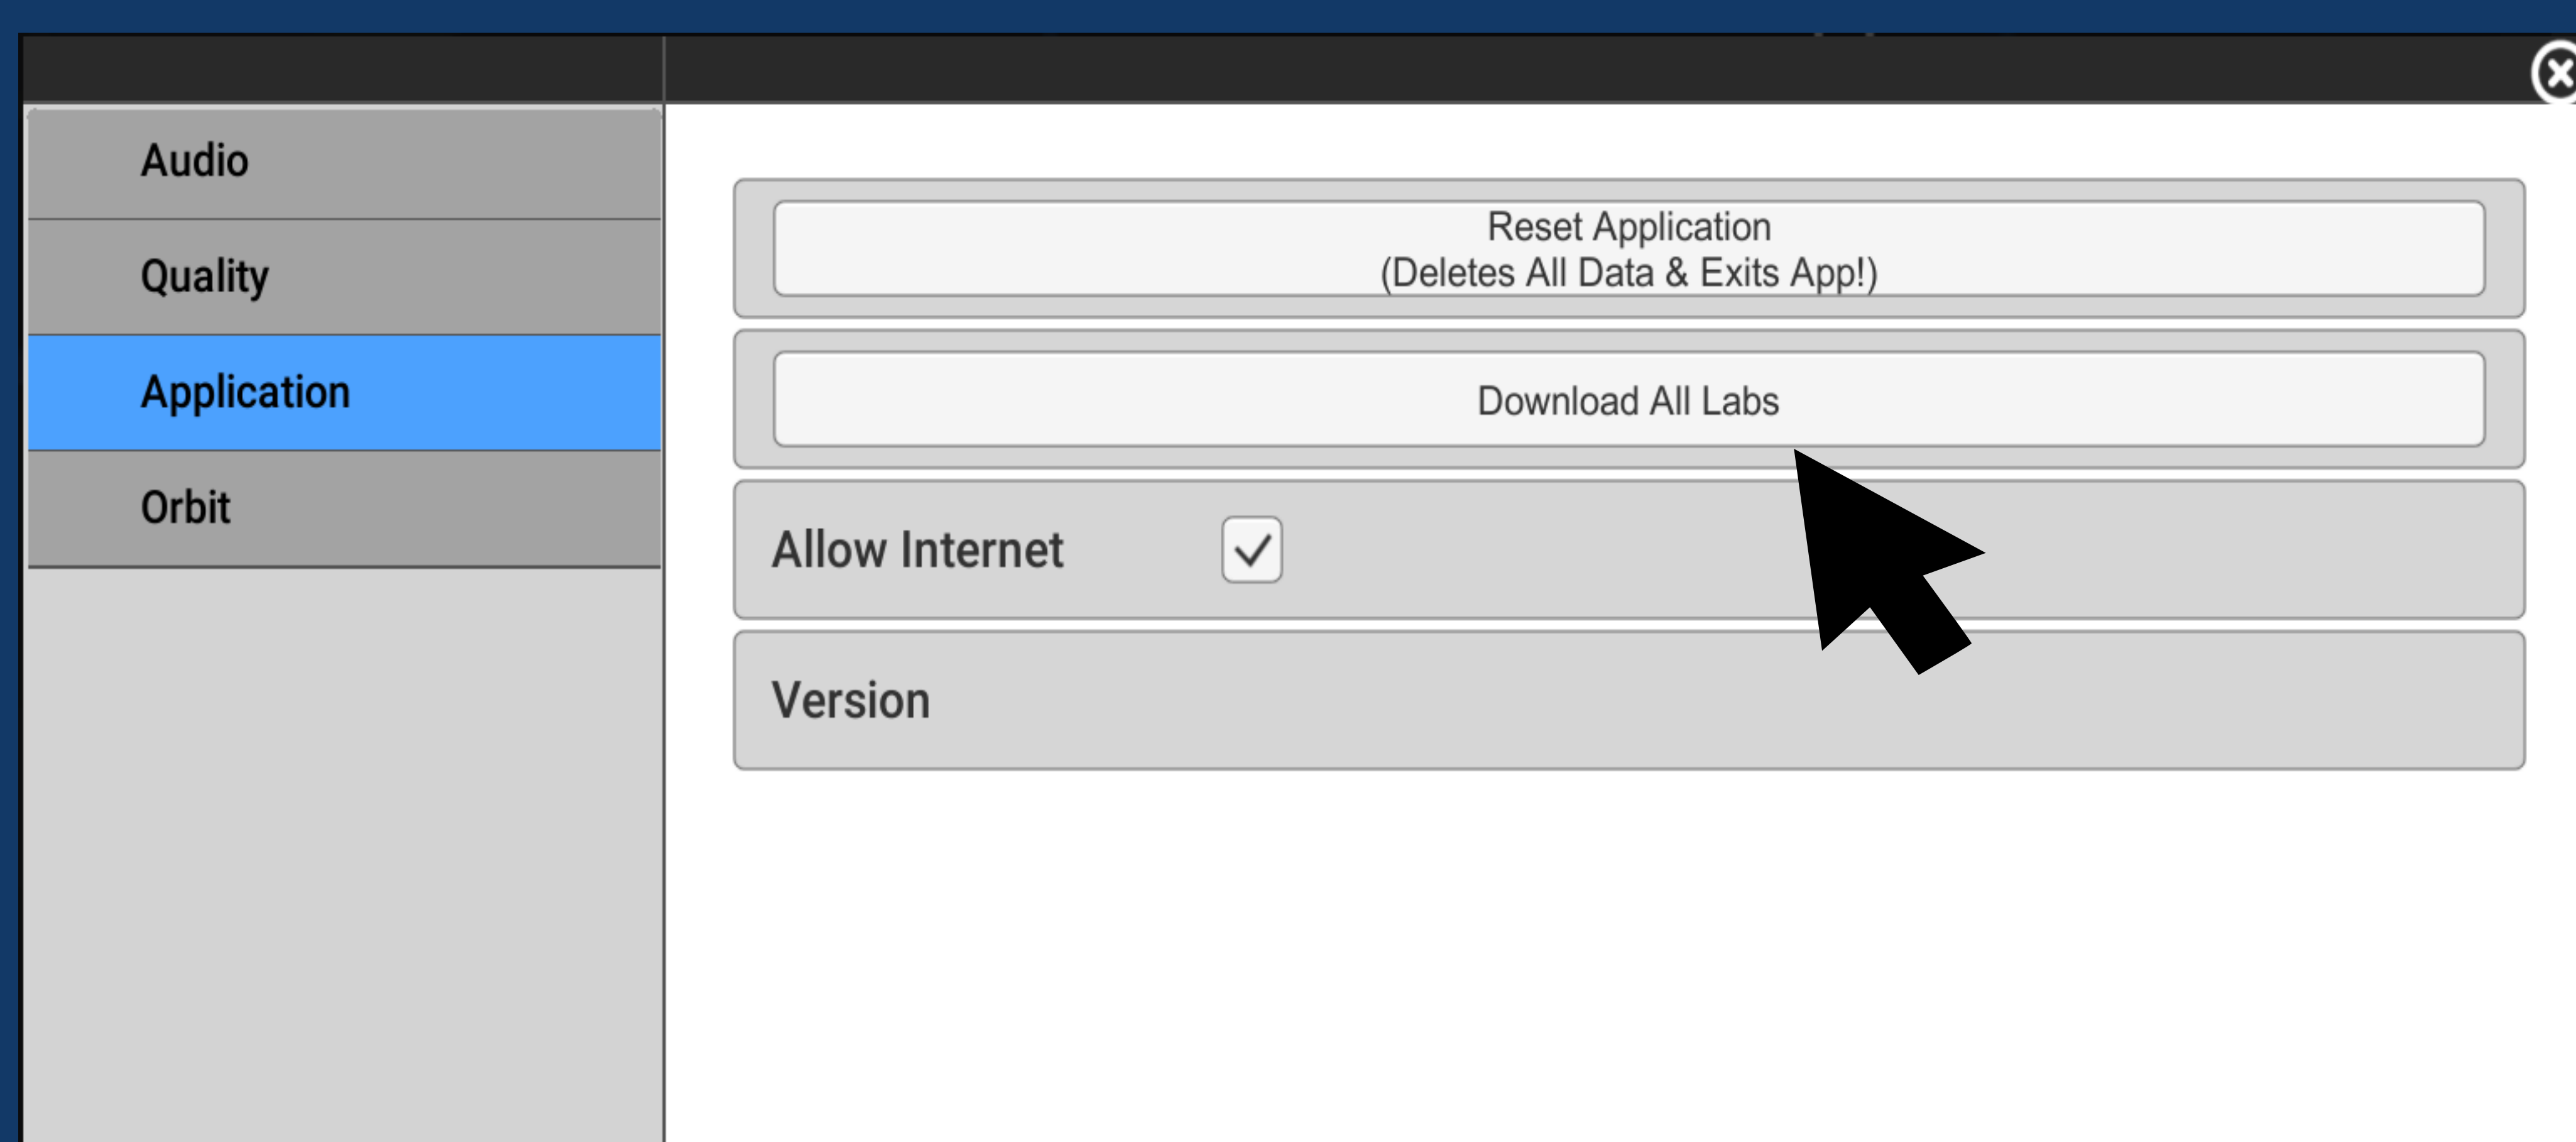 Audio
Quality
Application
Orbit
Reset Application
(Deletes All Data & Exits App!)
Download All Labs
Allow Internet
Version